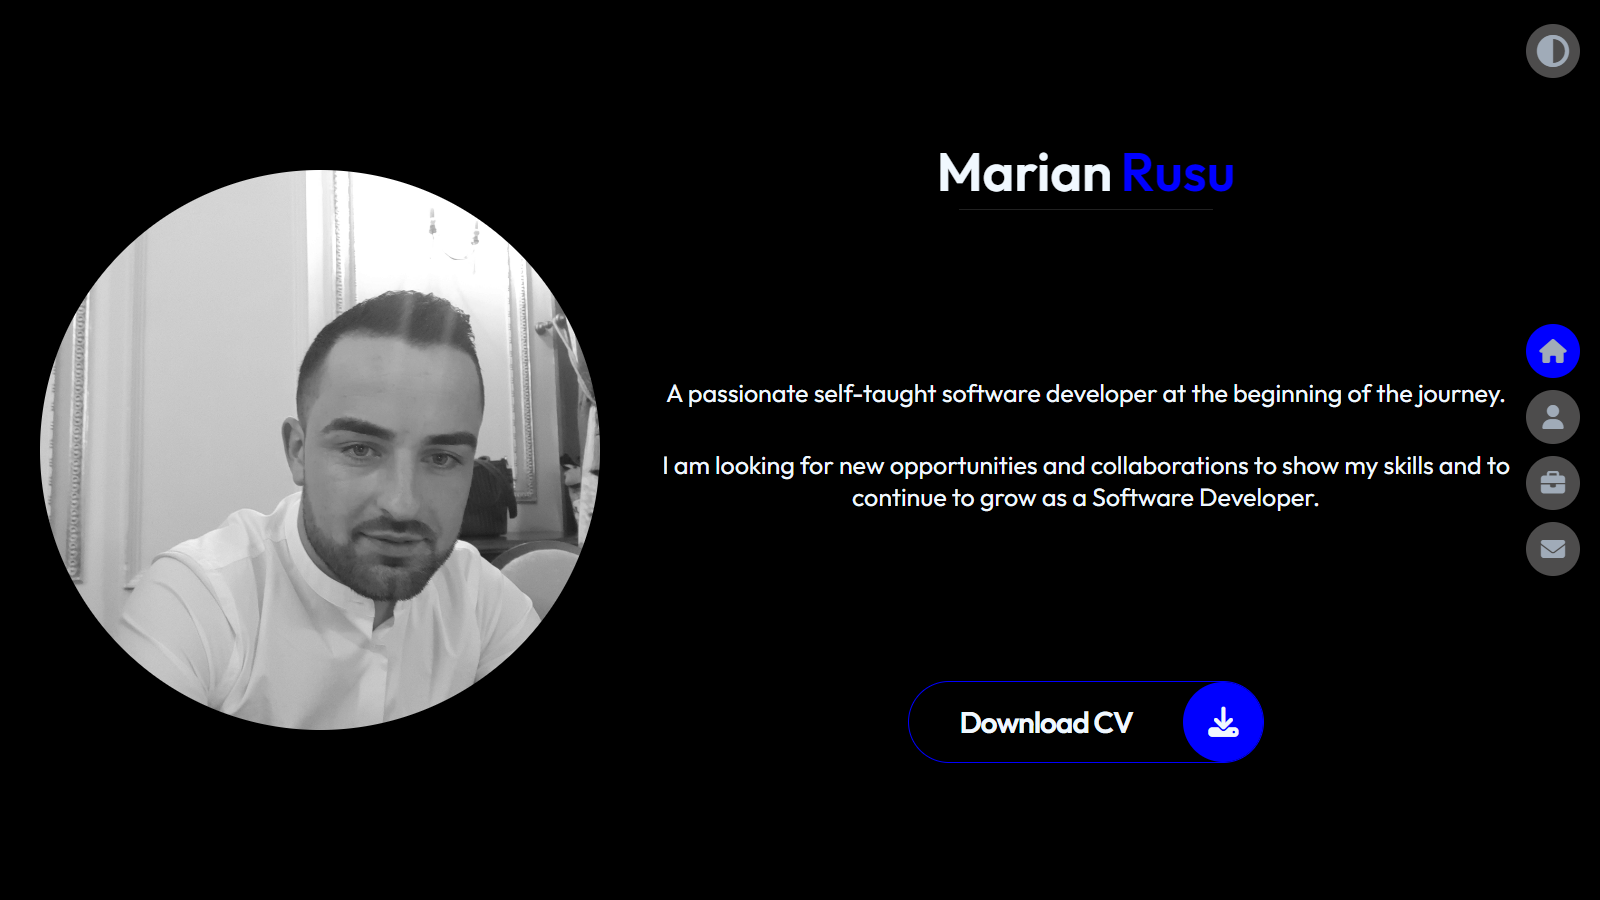 Marian Rusu
A passionate self-taught software developer at the beginning of the journey.
I am looking for new opportunities and collaborations to show my skills and to
continue to grow as a Software Developer.
Download CV